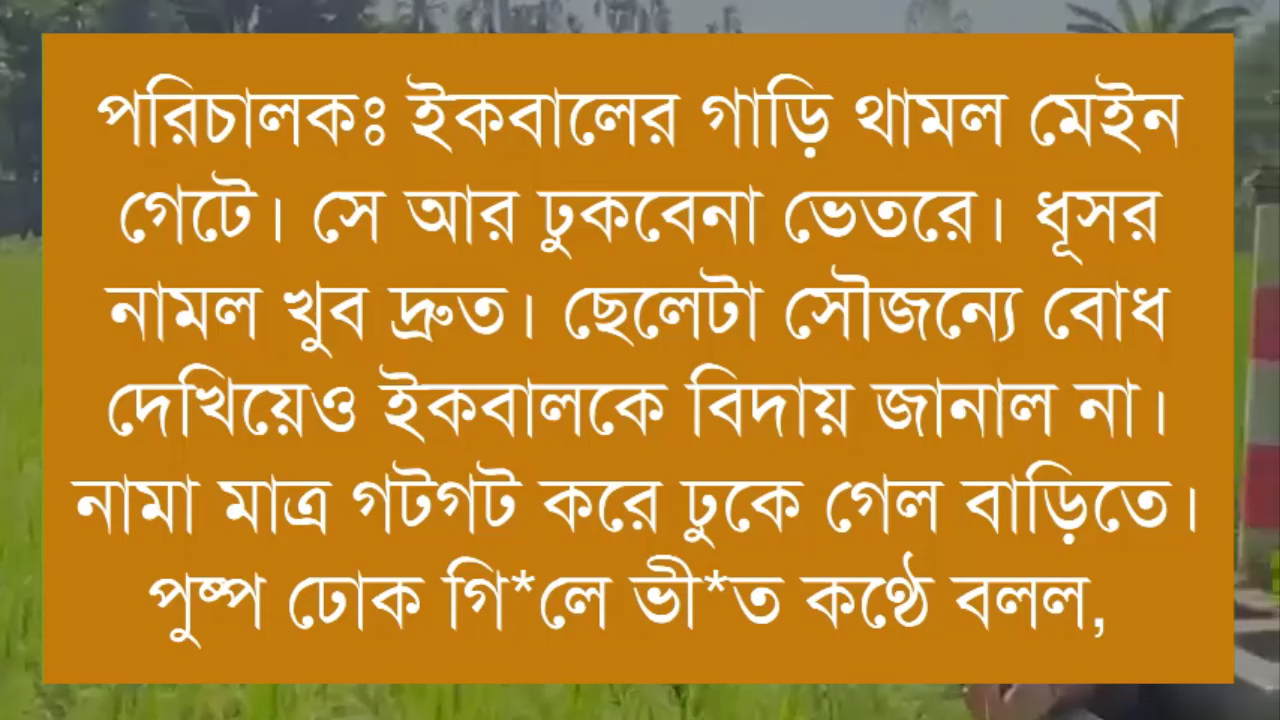 পরিচালকঃ ইকবালের গাড়ি থামল মেইন
গেটে। সে আর ঢুকবেনা ভেতরে। ধূসর
নামল খুব দ্রুত। ছেলেটা সৌজন্যে বোধ
দেখিয়েও ইকবালকে বিদায় জানাল না।
নামা মাত্র গটগট করে ঢুকে গেল বাড়িতে।
পুষ্প ঢোক গি*লে ভী*ত কণ্ঠে বলল,